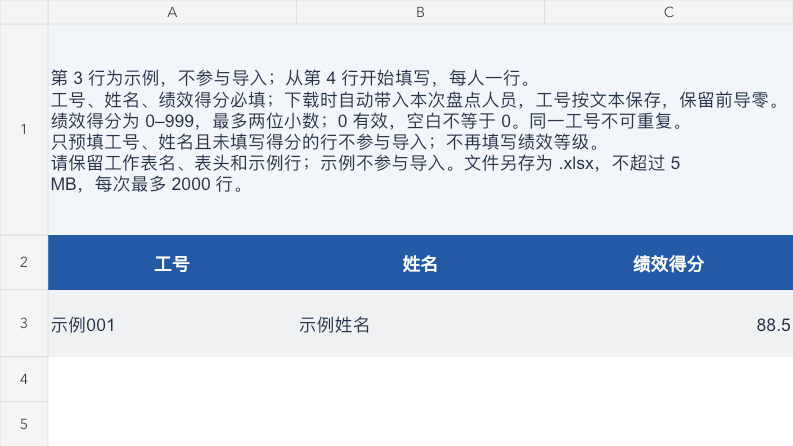 A B C
1
第 3 行为示例，不参与导入；从第 4 行开始填写，每人一行。
工号、姓名、绩效得分必填；下载时自动带入本次盘点人员，工号按文本保存，保留前导零。
绩效得分为 0–999，最多两位小数；0 有效，空白不等于 0。同一工号不可重复。
只预填工号、姓名且未填写得分的行不参与导入；不再填写绩效等级。
请保留工作表名、表头和示例行；示例不参与导入。文件另存为 .xlsx，不超过 5
MB，每次最多 2000 行。
2 工号 姓名 绩效得分
3 示例001 示例姓名 88.5
4
5